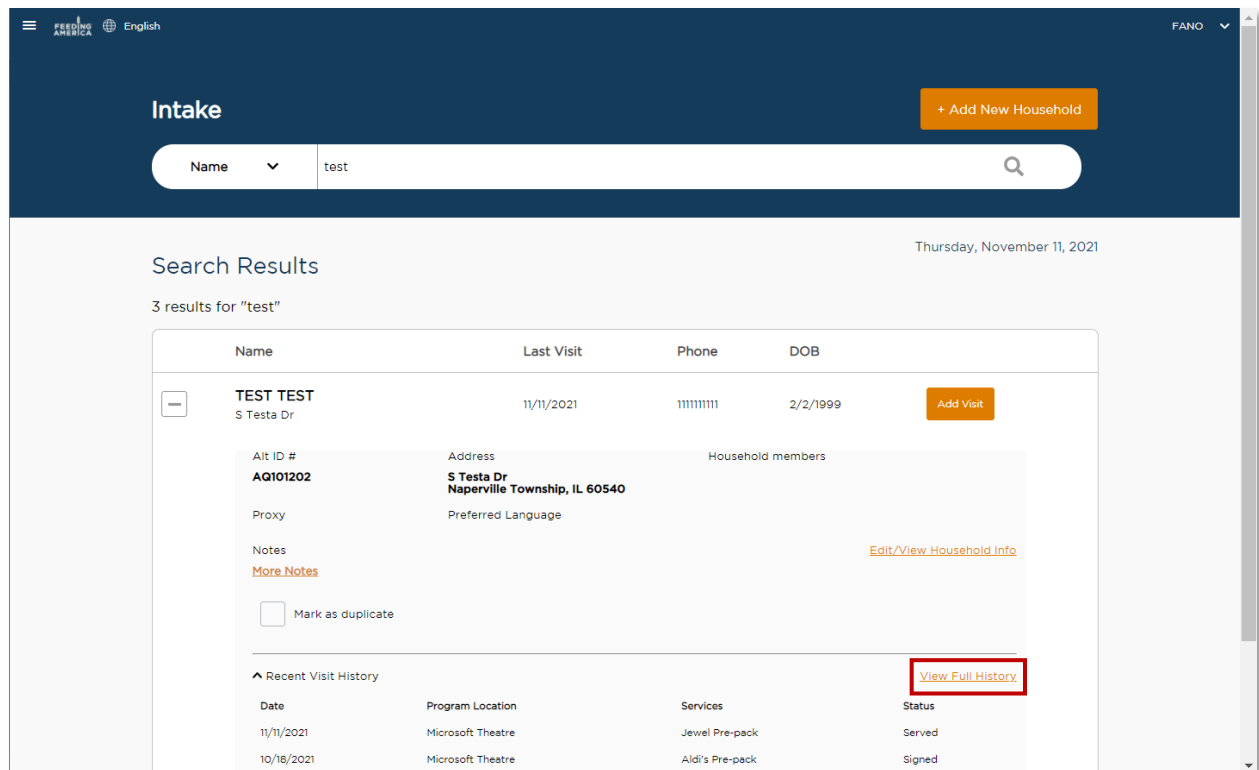 FEEDING AMERICA English FANO
Intake
+ Add New Household
Name test
Thursday, November 11, 2021
Search Results
3 results for "test"
Name Last Visit Phone DOB
TEST TEST
S Testa Dr
11/11/2021 1111111111 2/2/1999 Add Visit
Alt ID # Address Household members
AQ101202 S Testa Dr
Naperville Township, IL 60540
Proxy Preferred Language
Notes Edit/View Household Info
More Notes
Mark as duplicate
Recent Visit History View Full History
Date Program Location Services Status
11/11/2021 Microsoft Theatre Jewel Pre-pack Served
10/18/2021 Microsoft Theatre Aldi's Pre-pack Signed